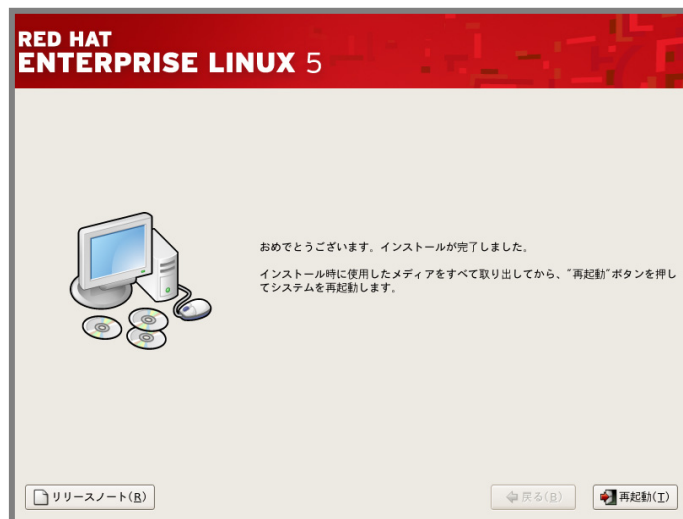 RED HAT
ENTERPRISE LINUX 5
おめでとうございます。インストールが完了しました。
インストール時に使用したメディアをすべて取り出してから、"再起動"ボタンを押し
てシステムを再起動します。
リリースノート(R)
戻る(B)
再起動(T)